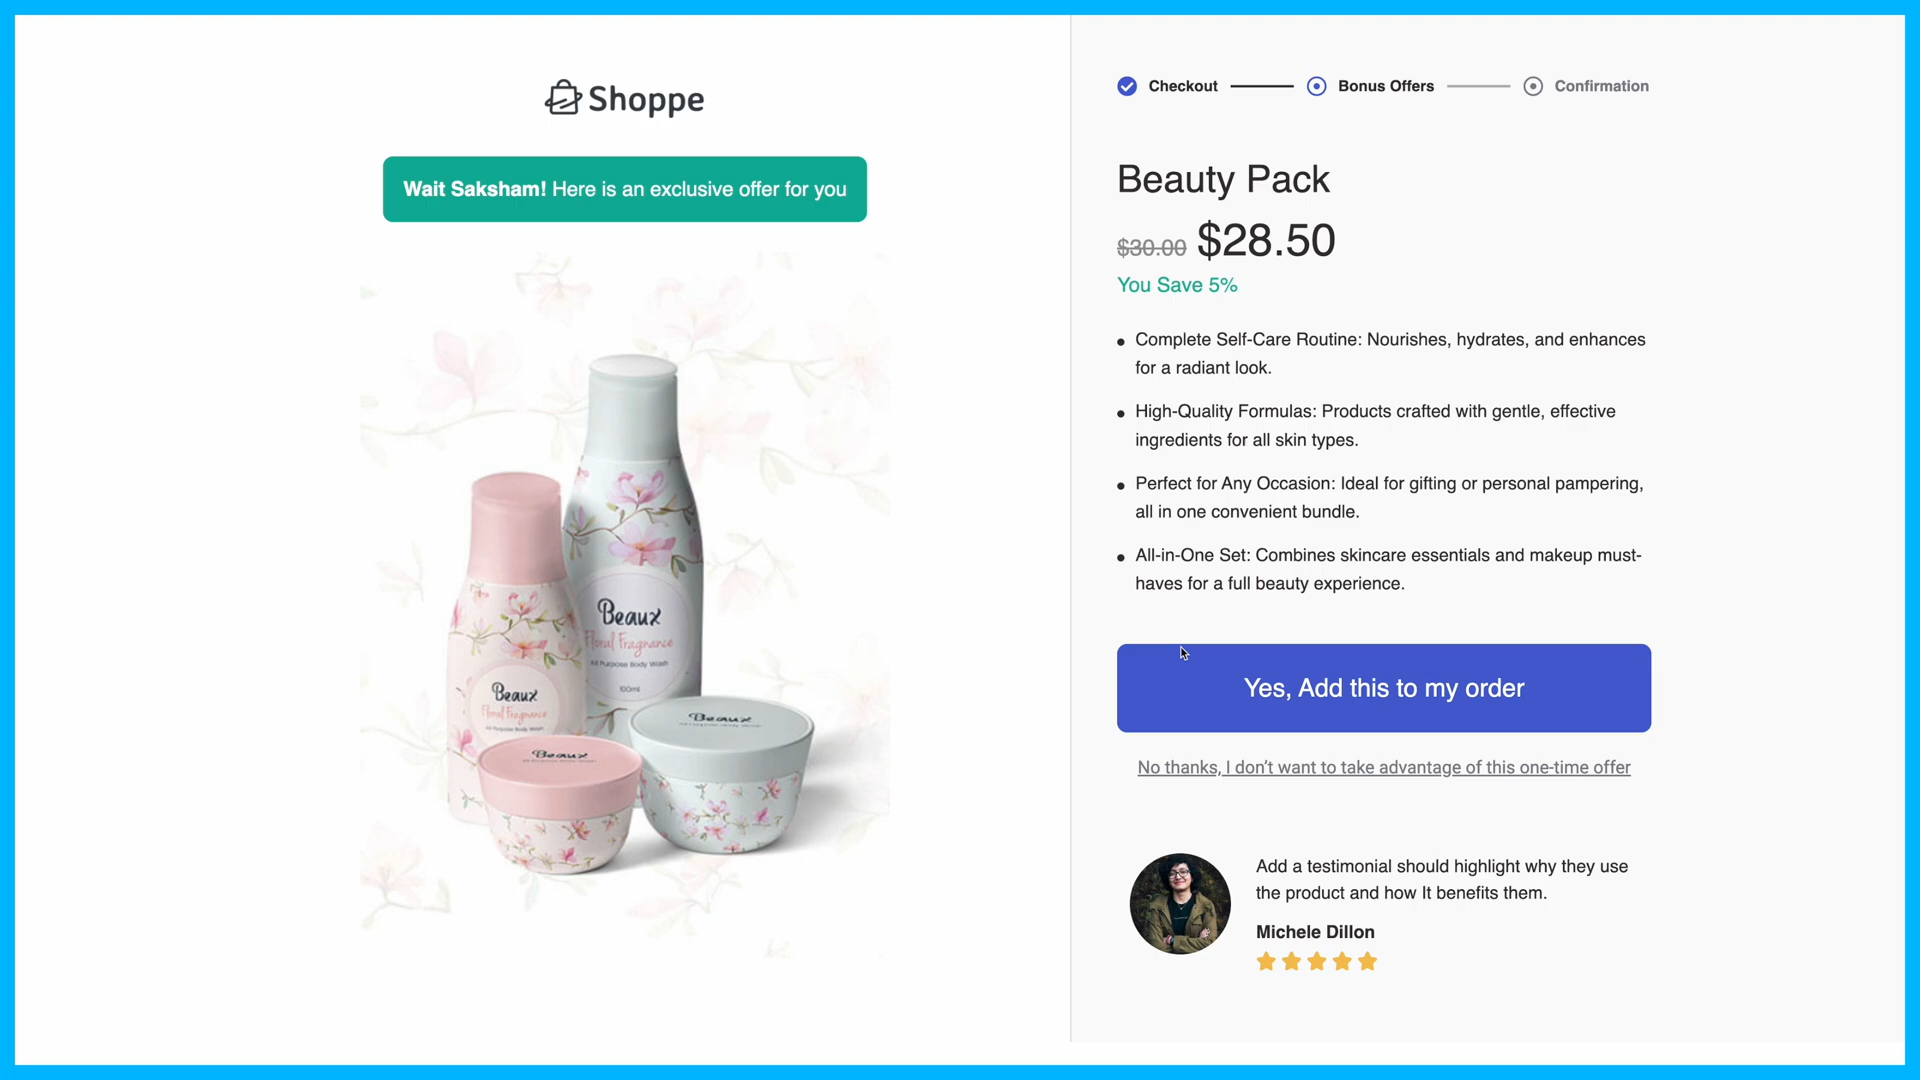 Shoppe
Wait Saksham! Here is an exclusive offer for you
Beaux
Floral Fragnance
All Purpose Body Wash
100ml
Beaux
Floral Fragnance
All Purpose Body Wash
Beaux
Beaux
Checkout
Bonus Offers
Confirmation
Beauty Pack
$30.00 $28.50
You Save 5%
• Complete Self-Care Routine: Nourishes, hydrates, and enhances
for a radiant look.
• High-Quality Formulas: Products crafted with gentle, effective
ingredients for all skin types.
• Perfect for Any Occasion: Ideal for gifting or personal pampering,
all in one convenient bundle.
• All-in-One Set: Combines skincare essentials and makeup must-
haves for a full beauty experience.
Yes, Add this to my order
No thanks, I don’t want to take advantage of this one-time offer
Add a testimonial should highlight why they use
the product and how It benefits them.
Michele Dillon